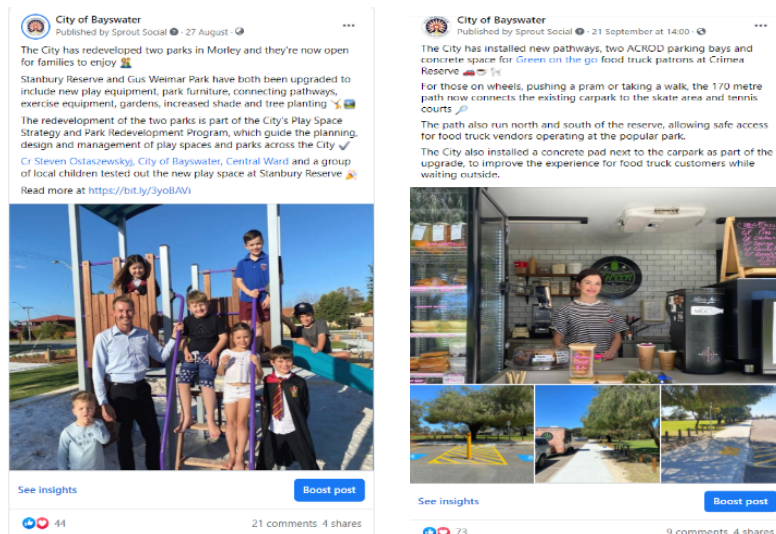 City of Bayswater
Published by Sprout Social · 27 August ·
The City has redeveloped two parks in Morley and they're now open
for families to enjoy
Stanbury Reserve and Gus Weimar Park have both been upgraded to
include new play equipment, park furniture, connecting pathways,
exercise equipment, gardens, increased shade and tree planting
The redevelopment of the two parks is part of the City's Play Space
Strategy and Park Redevelopment Program, which guide the planning,
design and management of play spaces and parks across the City
Cr Steven Ostaszewskyj, City of Bayswater, Central Ward and a group
of local children tested out the new play space at Stanbury Reserve
Read more at https://bit.ly/3yoBAVi
See insights
Boost post
44
21 comments 4 shares
City of Bayswater
Published by Sprout Social · 21 September at 14:00 ·
The City has installed new pathways, two ACROD parking bays and
concrete space for Green on the go food truck patrons at Crimea
Reserve
For those on wheels, pushing a pram or taking a walk, the 170 metre
path now connects the existing carpark to the skate area and tennis
courts
The path also run north and south of the reserve, allowing safe access
for food truck vendors operating at the popular park.
The City also installed a concrete pad next to the carpark as part of the
upgrade, to improve the experience for food truck customers while
waiting outside.
See insights
Boost post
73
9 comments 4 shares